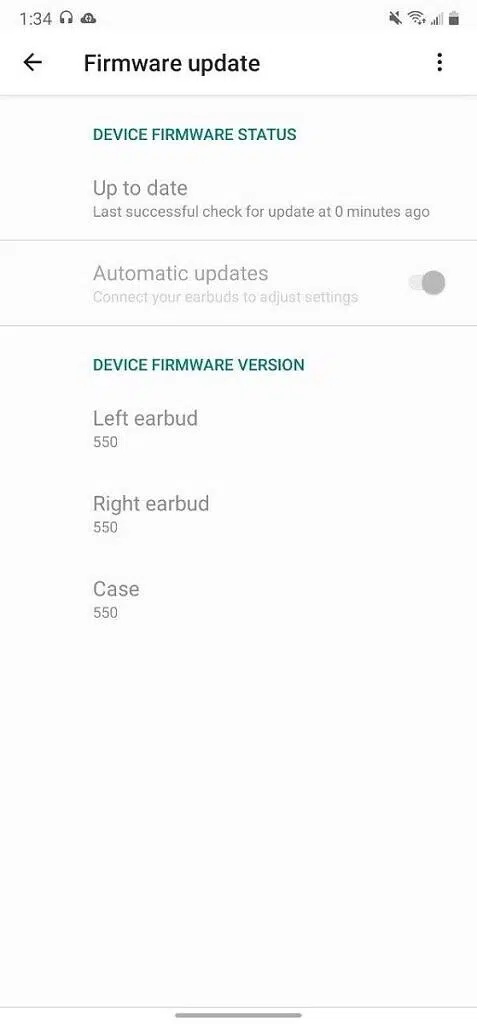 1:34
Firmware update
DEVICE FIRMWARE STATUS
Up to date
Last successful check for update at 0 minutes ago
Automatic updates
Connect your earbuds to adjust settings
DEVICE FIRMWARE VERSION
Left earbud
550
Right earbud
550
Case
550